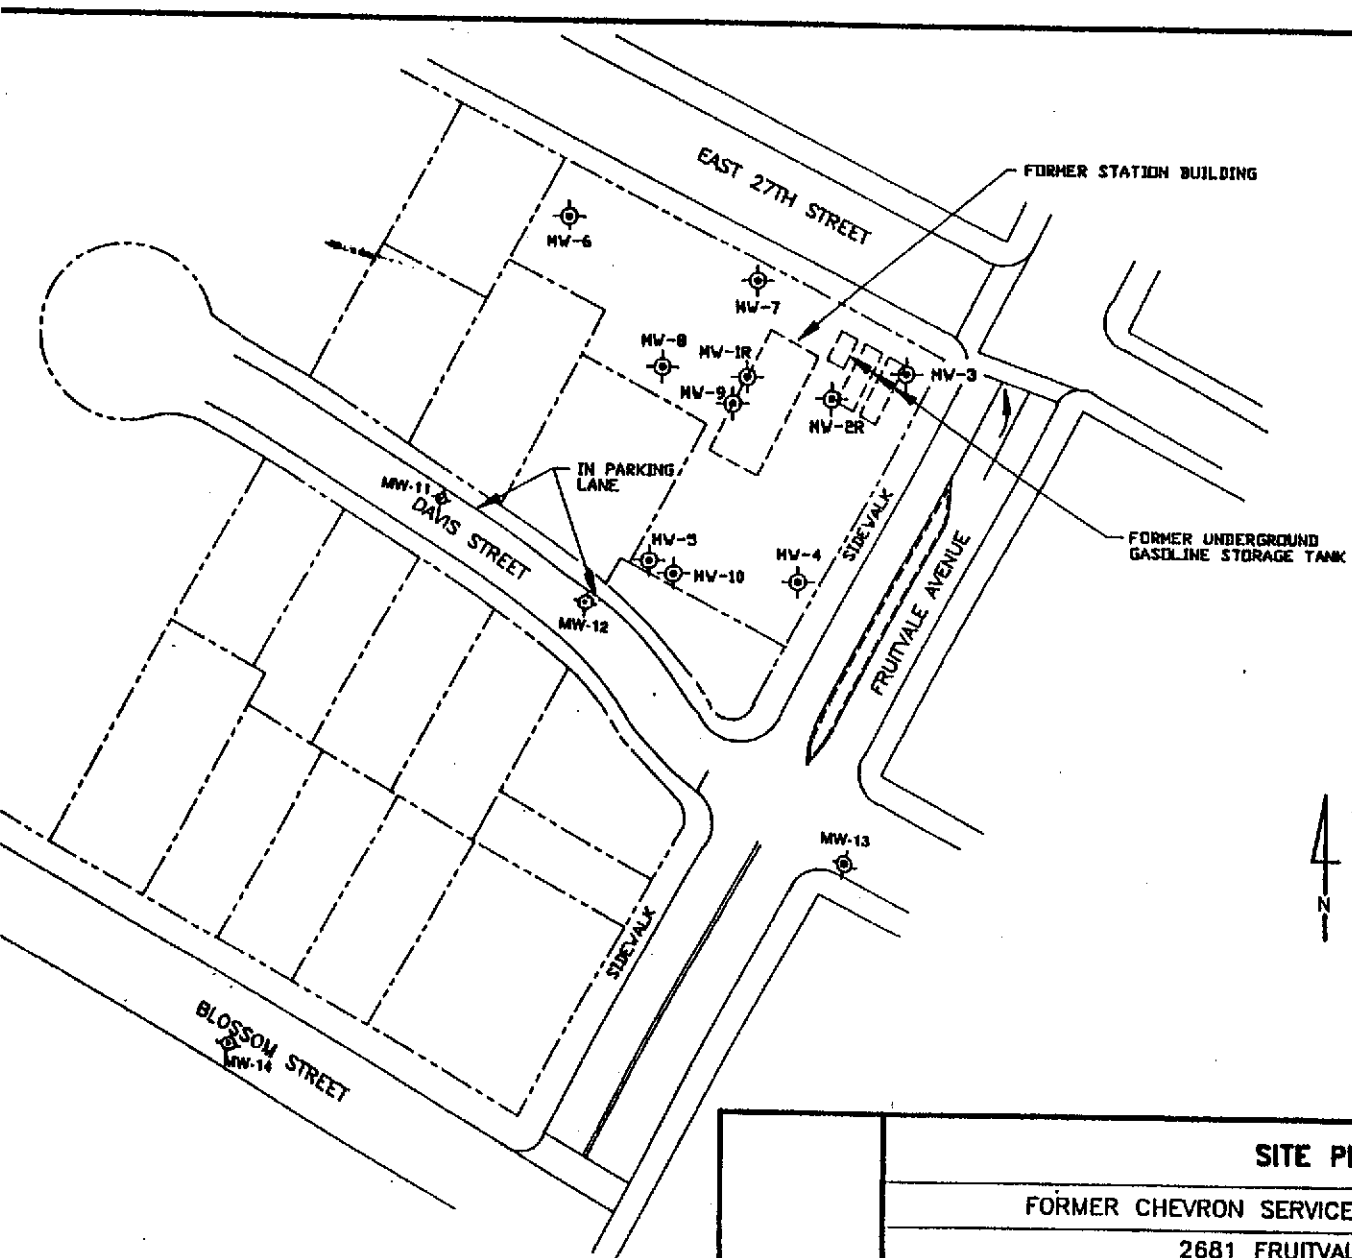 EAST 27TH STREET
FORMER STATION BUILDING
MW-6
MW-7
MW-8
MW-1R
MW-9
MW-3
MW-2R
IN PARKING
LANE
MW-11
DAVIS STREET
SIDEWALK
FORMER UNDERGROUND
GASOLINE STORAGE TANK
MW-5
MW-10
MW-4
FRUITVALE AVENUE
MW-12
MW-13
N
SIDEWALK
BLOSSOM STREET
MW-14
SITE
FORMER CHEVRON SERVICE
2681